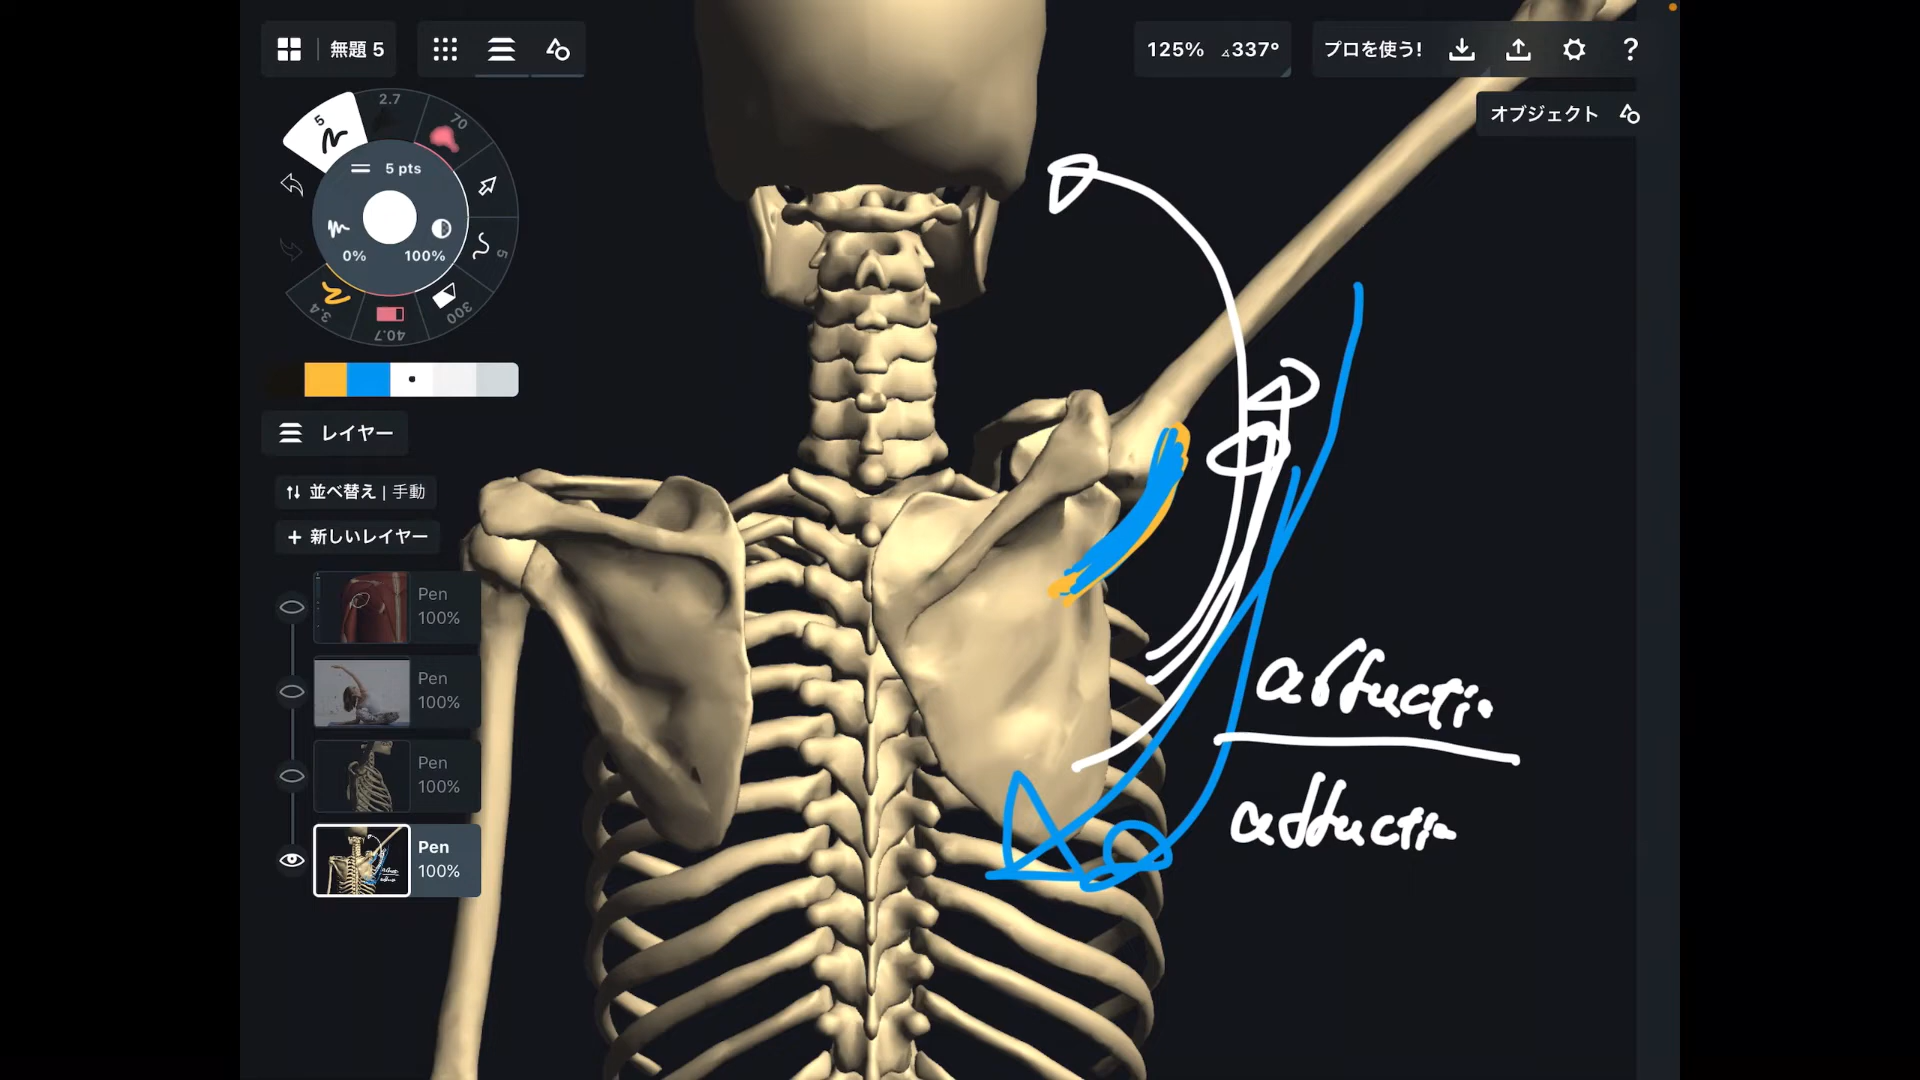 無題 5
125% 337°
プロを使う!
?
オブジェクト
2.7
70
5
5 pts
0% 100%
5
3.4
40.7
300
レイヤー
並べ替え | 手動
+ 新しいレイヤー
Pen
100%
Pen
100%
Pen
100%
Pen
100%
abduction
adduction